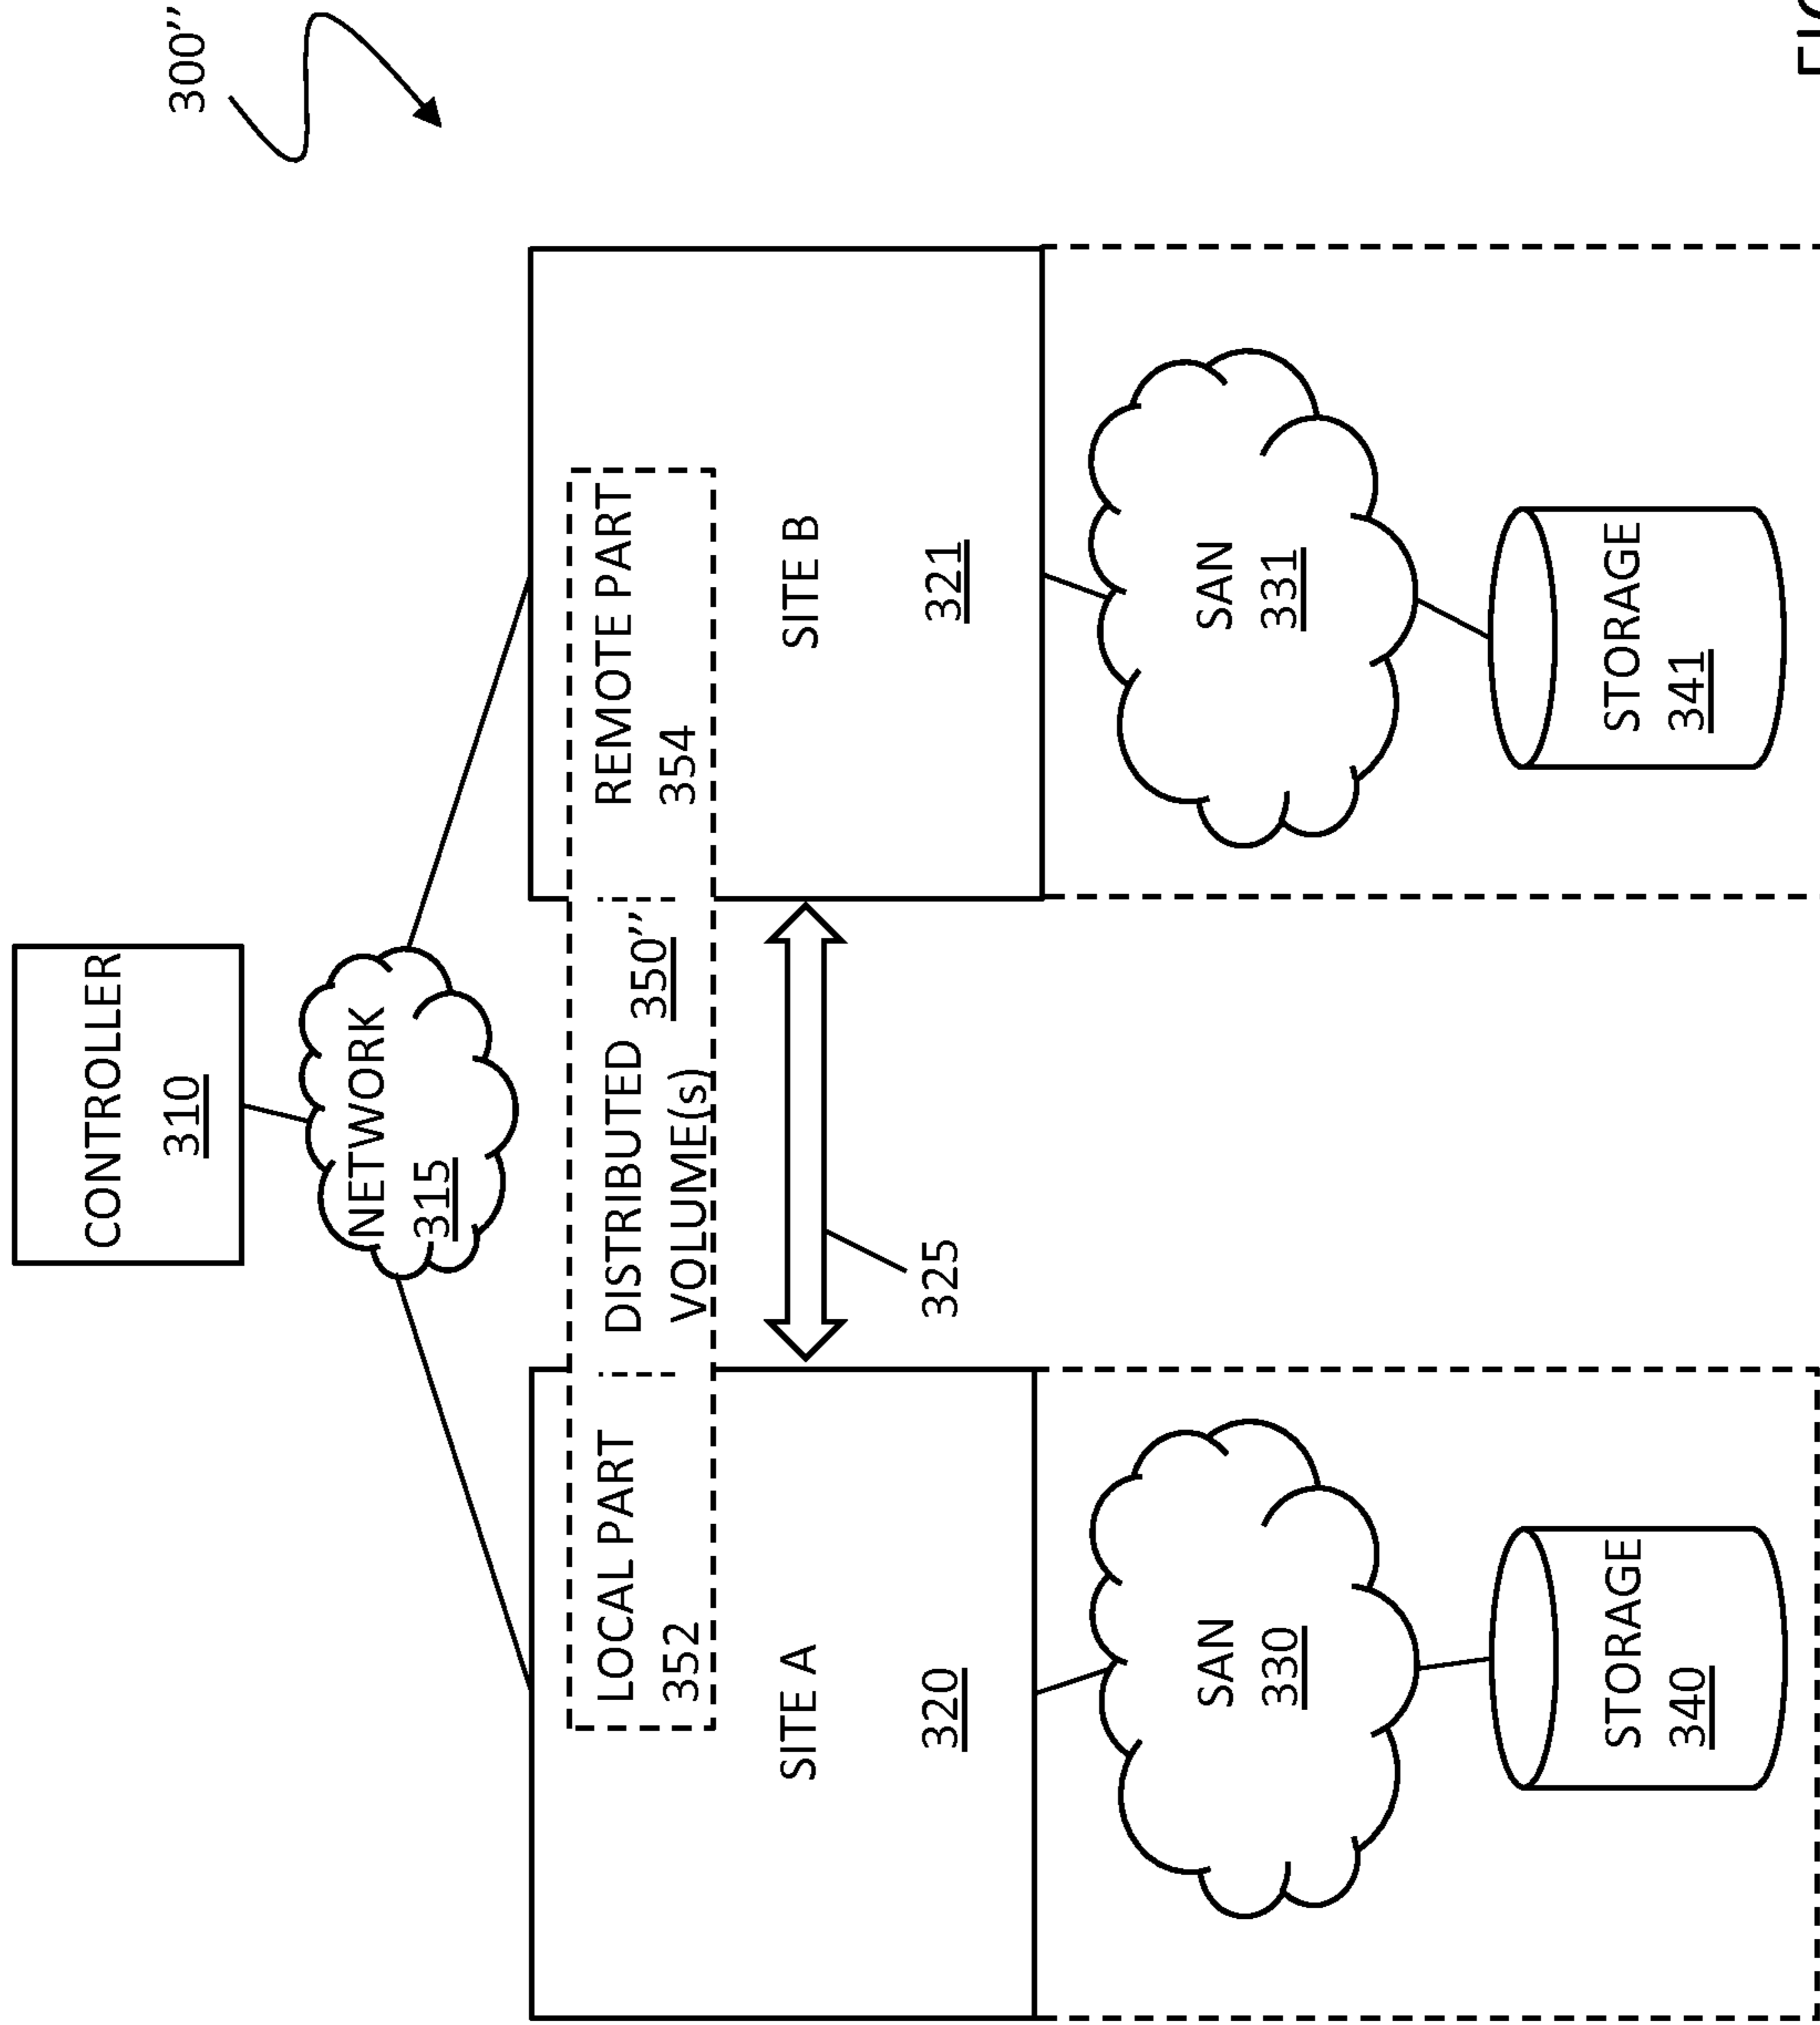 300”
CONTROLLER
310
NETWORK
315
LOCAL PART
352
DISTRIBUTED
VOLUME(s)
350”
REMOTE PART
354
SITE A
320
325
SITE B
321
SAN
330
SAN
331
STORAGE
340
STORAGE
341